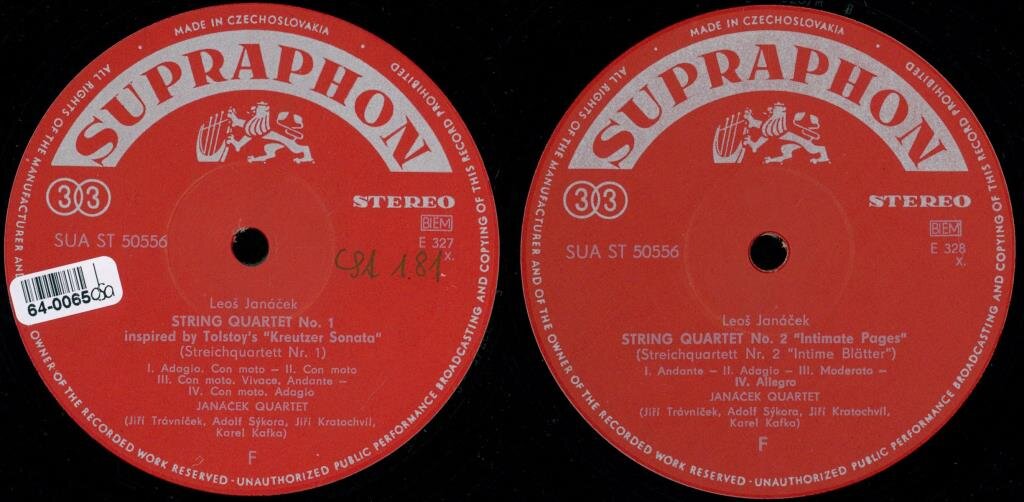 MADE IN CZECHOSLOVAKIA
ALL RIGHTS OF THE MANUFACTURER AND OF THE OWNER OF THE RECORDED WORK RESERVED - UNAUTHORIZED PUBLIC PERFORMANCE BROADCASTING AND COPYING OF THIS RECORD PROHIBITED
SUPRAPHON
33
STEREO
BIEM
SUA ST 50556
E 327
X.
1.81
64-0065
Leoš Janáček
STRING QUARTET No. 1
inspired by Tolstoy's "Kreutzer Sonata"
(Streichquartett Nr. 1)
I. Adagio. Con moto – II. Con moto
III. Con moto. Vivace. Andante –
IV. Con moto. Adagio
JANÁČEK QUARTET
(Jiří Trávníček, Adolf Sýkora, Jiří Kratochvíl,
Karel Kafka)
F
MADE IN CZECHOSLOVAKIA
ALL RIGHTS OF THE MANUFACTURER AND OF THE OWNER OF THE RECORDED WORK RESERVED - UNAUTHORIZED PUBLIC PERFORMANCE BROADCASTING AND COPYING OF THIS RECORD PROHIBITED
SUPRAPHON
33
STEREO
BIEM
SUA ST 50556
E 328
X.
Leoš Janáček
STRING QUARTET No. 2 "Intimate Pages"
(Streichquartett Nr. 2 "Intime Blätter")
I. Andante – II. Adagio – III. Moderato –
IV. Allegro
JANÁČEK QUARTET
(Jiří Trávníček, Adolf Sýkora, Jiří Kratochvíl,
Karel Kafka)
F